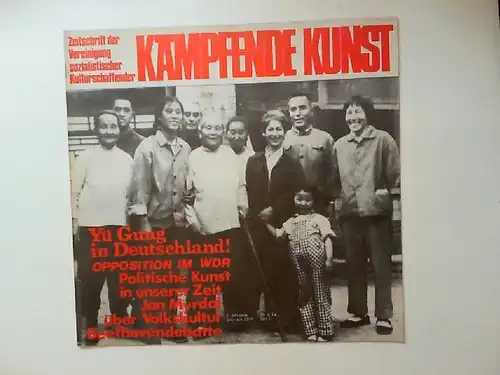 Zeitschrift der
Vereinigung
sozialistischer
Kulturschaffender
KÄMPFENDE KUNST
Yü Gung
in Deutschland!
OPPOSITION IM WDR
Politische Kunst
in unserer Zeit
Jan Myrdal
über Volkskultur
Beethovendebatte